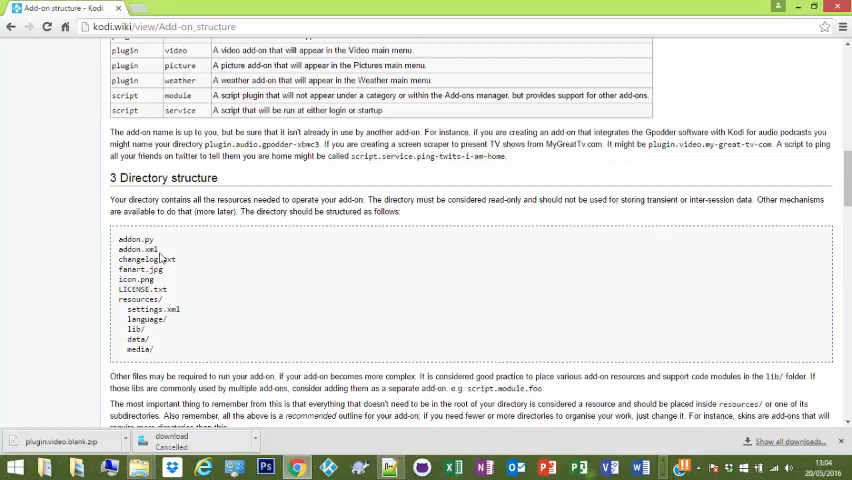 Add-on structure - Kodi
kodi.wiki/view/Add-on_structure
plugin video A video add-on that will appear in the Video main menu.
plugin picture A picture add-on that will appear in the Pictures main menu.
plugin weather A weather add-on that will appear in the Weather main menu.
script module A script plugin that will not appear under a category or within the Add-ons manager, but provides support for other add-ons.
script service A script that will be run at either login or startup
The add-on name is up to you, but be sure that it isn't already in use by another add-on. For instance, if you are creating an add-on that integrates the Gpodder software with Kodi for audio podcasts you
might name your directory plugin.audio.gpodder-xbmc3. If you are creating a screen scraper to present TV shows from MyGreatTv.com. It might be plugin.video.my-great-tv-com. A script to ping
all your friends on twitter to tell them you are home might be called script.service.ping-twits-i-am-home.
3 Directory structure
Your directory contains all the resources needed to operate your add-on. The directory must be considered read-only and should not be used for storing transient or inter-session data. Other mechanisms
are available to do that (more later). The directory should be structured as follows:
addon.py
addon.xml
changelog.txt
fanart.jpg
icon.png
LICENSE.txt
resources/
settings.xml
language/
lib/
data/
media/
Other files may be required to run your add-on, if your add-on becomes more complex. It is considered good practice to place various add-on resources and support code modules in the lib/ folder. If
those libs are commonly used by multiple add-ons, consider adding them as a separate add-on. e.g. script.module.foo
The most important thing to remember from this is that everything that doesn't need to be in the root of your directory is considered a resource and should be placed inside resources/ or one of its
subdirectories. Also remember, all the above is a recommended outline for your add-on; if you need fewer or more directories to organise your work, just change it. For instance, skins are add-ons that will
require more directories than this.
plugin.video.blank.zip
download
Cancelled
Show all downloads...
13:04
20/05/2016